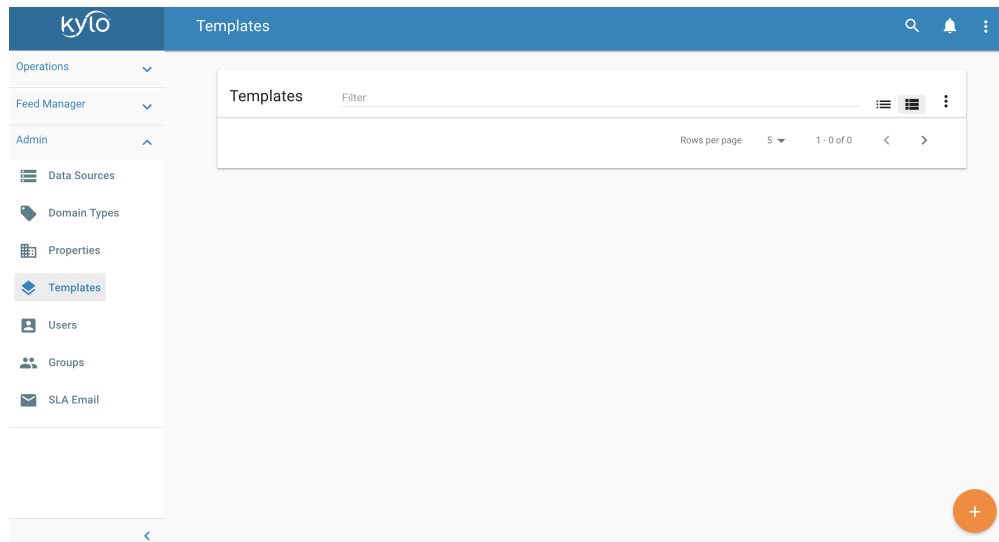 kylo
Templates
Operations
Feed Manager
Admin
Data Sources
Domain Types
Properties
Templates
Users
Groups
SLA Email
Templates
Filter
Rows per page 5 1 - 0 of 0